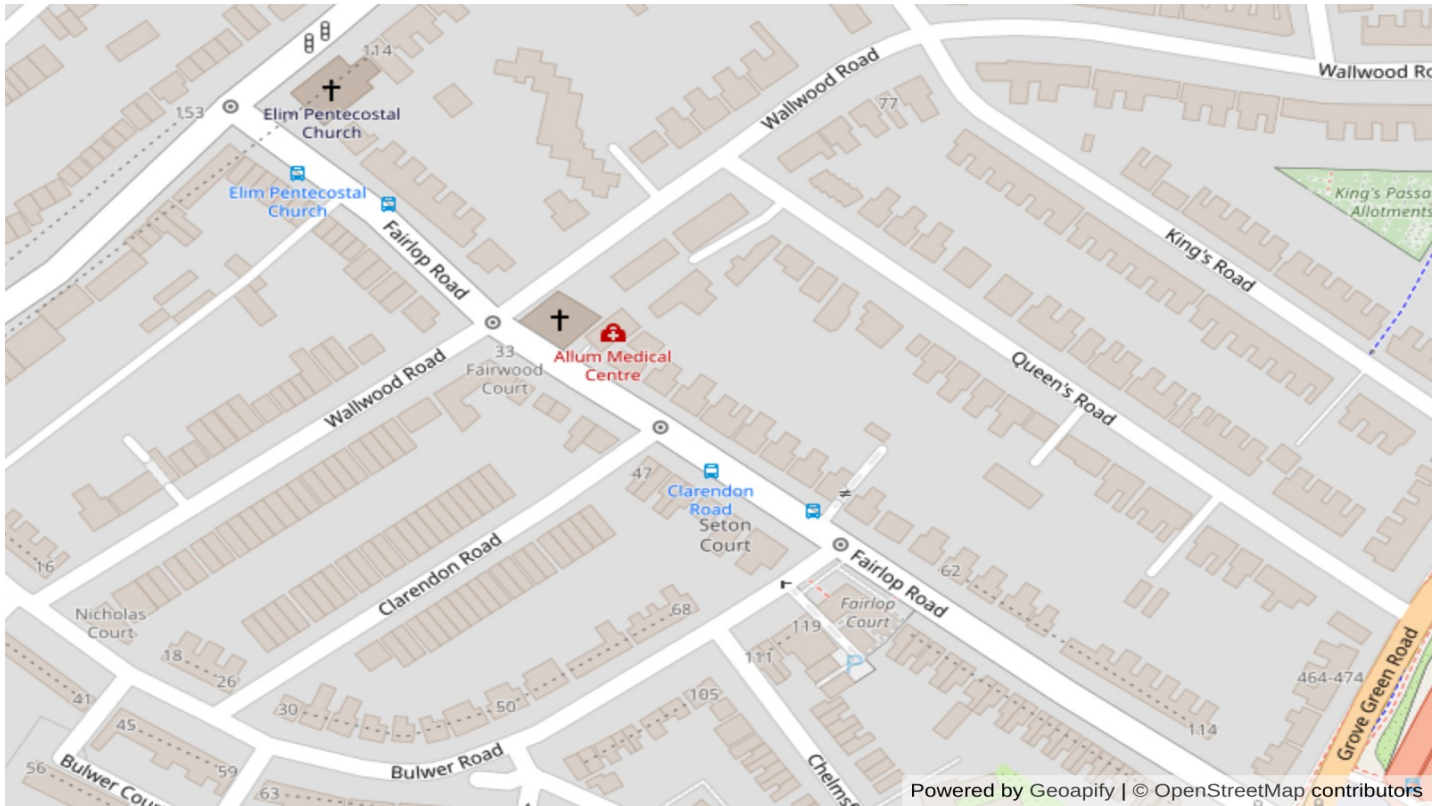 114
Wallwood Road
Wallwood Ro
77
153
Elim Pentecostal
Church
Elim Pentecostal
Church
King's Passa
Allotments
Fairlop Road
King's Road
33
Fairwood
Court
Allum Medical
Centre
Wallwood Road
Queen's Road
47
Clarendon
Road
Seton
Court
16
Clarendon Road
Fairlop Road
62
Nicholas
Court
68
Fairlop
Court
119
18
26
111
464-474
Grove Green Road
41
30
50
105
45
114
59
56
Bulwer Cou
63
Bulwer Road
Chelmsf
P
Powered by Geoapify | © OpenStreetMap contributors